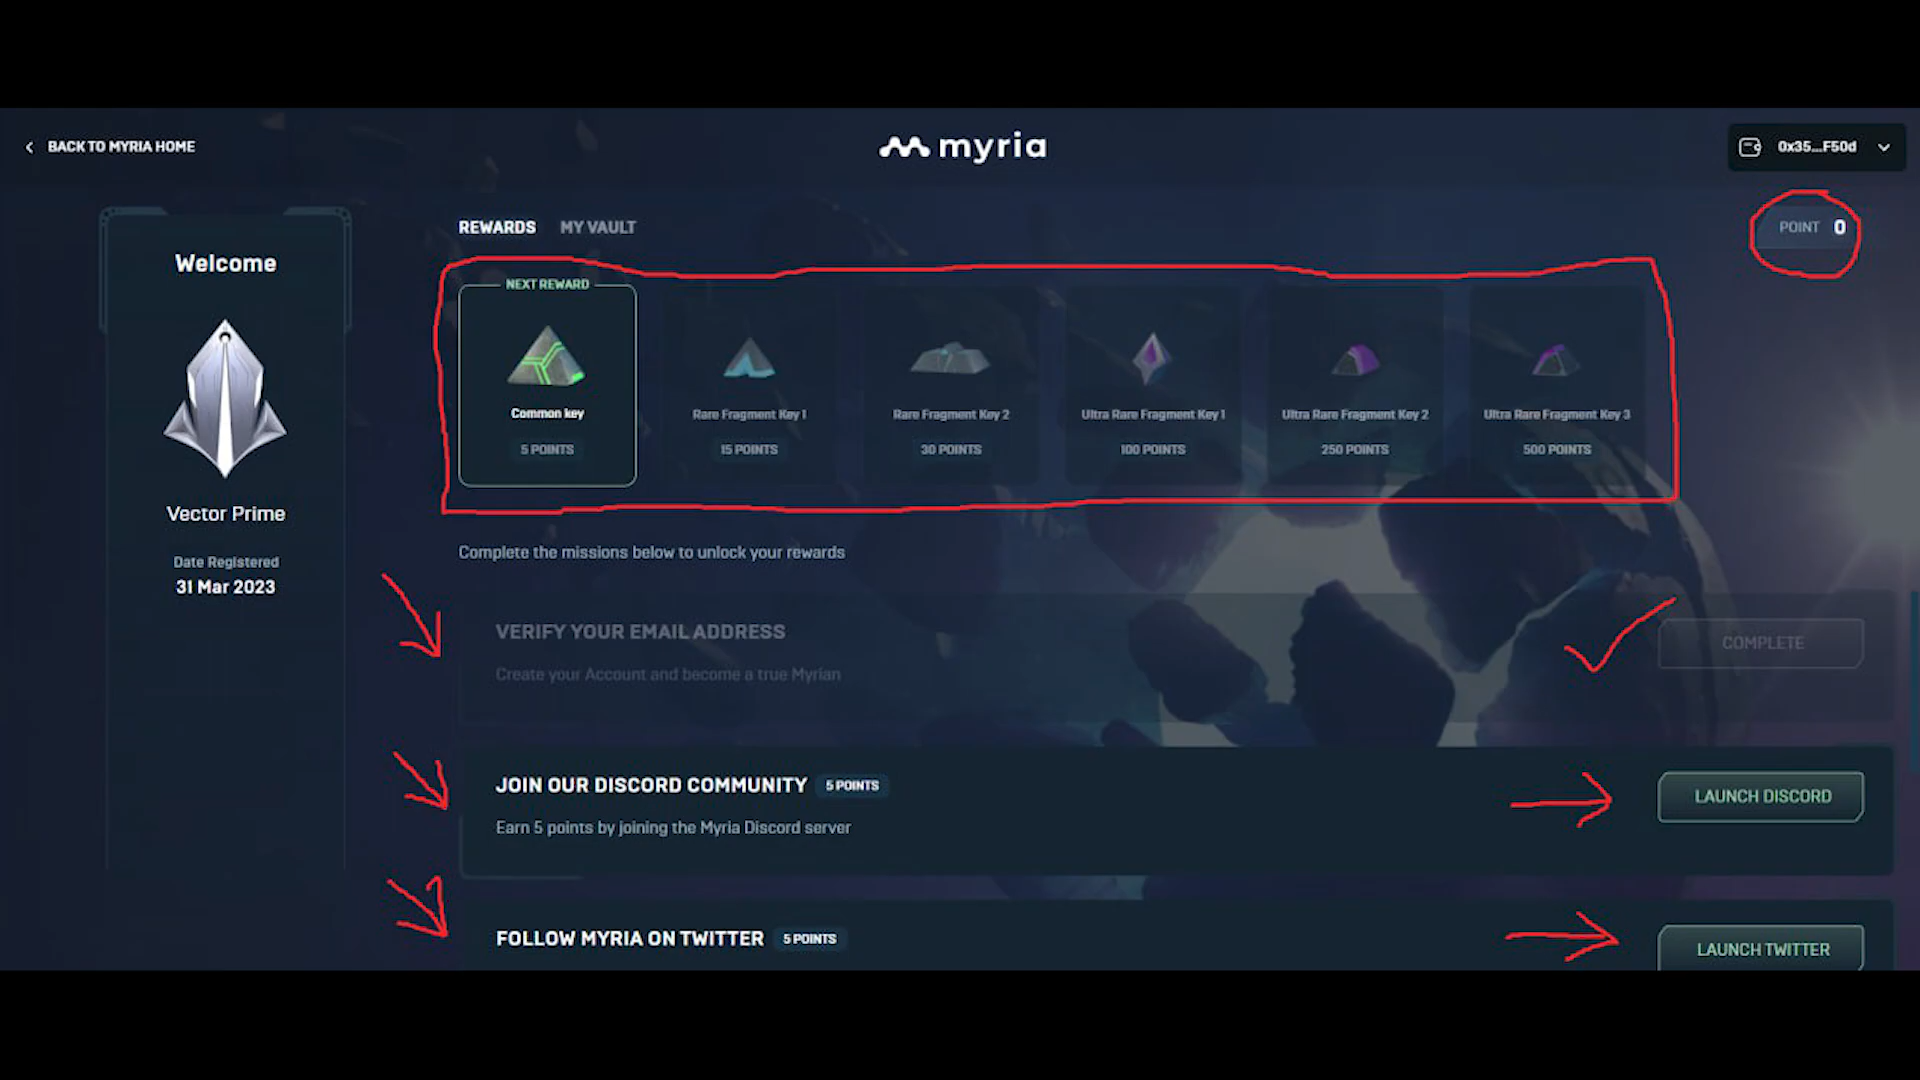 BACK TO MYRIA HOME
myria
0x35...F50d
Welcome
Vector Prime
Date Registered
31 Mar 2023
REWARDS MY VAULT
POINT 0
NEXT REWARD
Common key
5 POINTS
Rare Fragment Key 1
15 POINTS
Rare Fragment Key 2
30 POINTS
Ultra Rare Fragment Key 1
100 POINTS
Ultra Rare Fragment Key 2
250 POINTS
Ultra Rare Fragment Key 3
500 POINTS
Complete the missions below to unlock your rewards
VERIFY YOUR EMAIL ADDRESS
Create your Account and become a true Myrian
COMPLETE
JOIN OUR DISCORD COMMUNITY 5 POINTS
Earn 5 points by joining the Myria Discord server
LAUNCH DISCORD
FOLLOW MYRIA ON TWITTER 5 POINTS
LAUNCH TWITTER